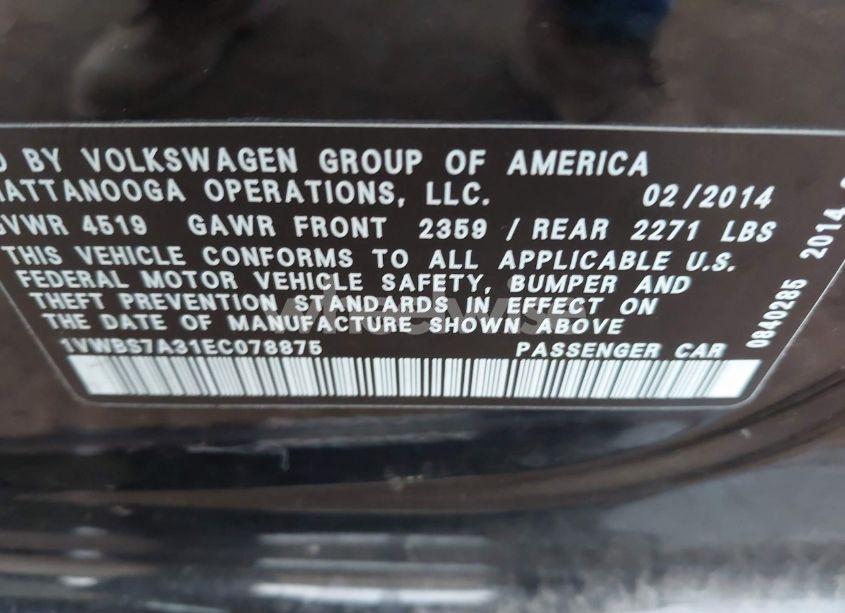 D BY VOLKSWAGEN GROUP OF AMERICA
HATTANOOGA OPERATIONS, LLC. 02/2014
GVWR 4519 GAWR FRONT 2359 / REAR 2271 LBS
THIS VEHICLE CONFORMS TO ALL APPLICABLE U.S.
FEDERAL MOTOR VEHICLE SAFETY, BUMPER AND
THEFT PREVENTION STANDARDS IN EFFECT ON
THE DATE OF MANUFACTURE SHOWN ABOVE
1VWBS7A31EC078875 PASSENGER CAR
0840285 2014